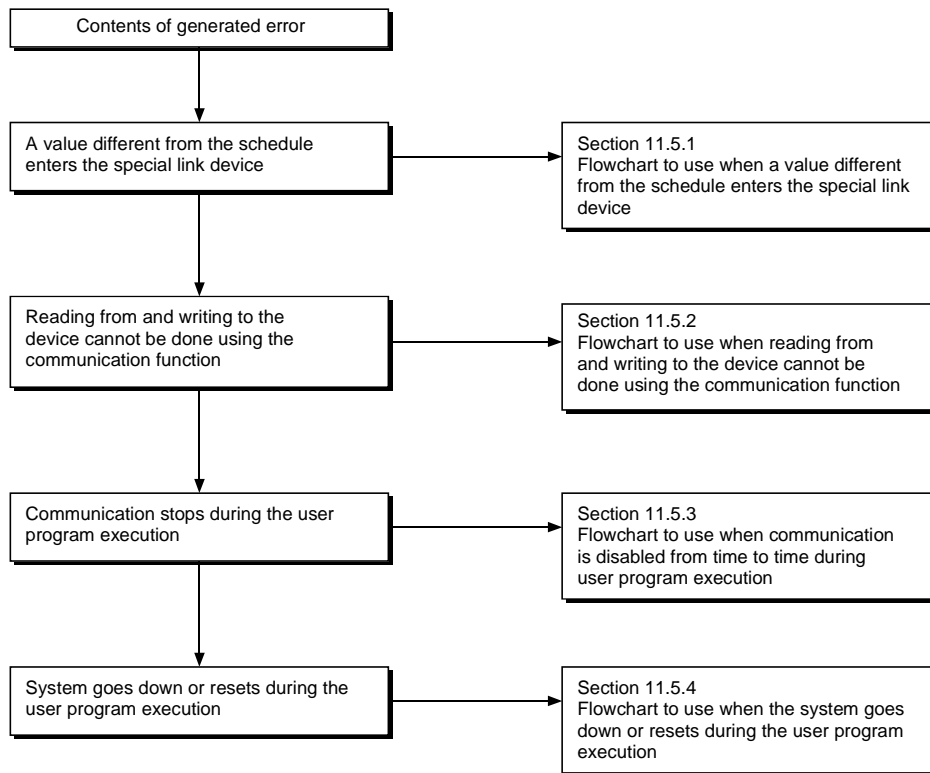 Contents of generated error
A value different from the schedule
enters the special link device
Section 11.5.1
Flowchart to use when a value different
from the schedule enters the special link
device
Reading from and writing to the
device cannot be done using the
communication function
Section 11.5.2
Flowchart to use when reading from
and writing to the device cannot be
done using the communication function
Communication stops during the user
program execution
Section 11.5.3
Flowchart to use when communication
is disabled from time to time during
user program execution
System goes down or resets during the
user program execution
Section 11.5.4
Flowchart to use when the system goes
down or resets during the user program
execution